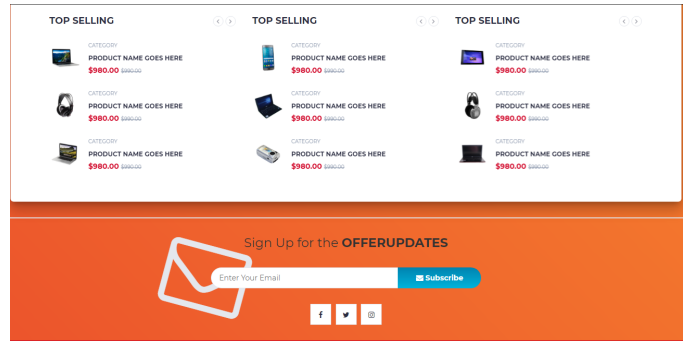 TOP SELLING
CATEGORY
PRODUCT NAME GOES HERE
$980.00 $990.00
CATEGORY
PRODUCT NAME GOES HERE
$980.00 $990.00
CATEGORY
PRODUCT NAME GOES HERE
$980.00 $990.00
TOP SELLING
CATEGORY
PRODUCT NAME GOES HERE
$980.00 $990.00
CATEGORY
PRODUCT NAME GOES HERE
$980.00 $990.00
CATEGORY
PRODUCT NAME GOES HERE
$980.00 $990.00
TOP SELLING
CATEGORY
PRODUCT NAME GOES HERE
$980.00 $990.00
CATEGORY
PRODUCT NAME GOES HERE
$980.00 $990.00
CATEGORY
PRODUCT NAME GOES HERE
$980.00 $990.00
Sign Up for the OFFERUPDATES
Enter Your Email
Subscribe